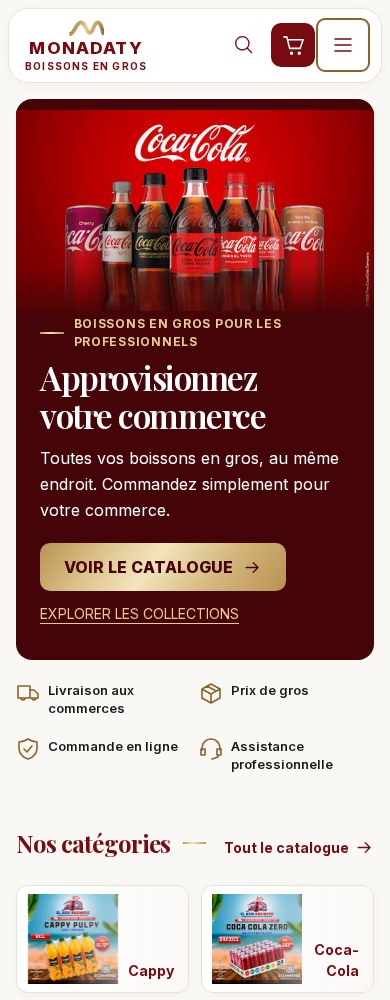 MONADATY
BOISSONS EN GROS
Coca-Cola
Cherry
BOISSONS EN GROS POUR LES
PROFESSIONNELS
Approvisionnez
votre commerce
Toutes vos boissons en gros, au même
endroit. Commandez simplement pour
votre commerce.
VOIR LE CATALOGUE
EXPLORER LES COLLECTIONS
Livraison aux
commerces
Prix de gros
Commande en ligne
Assistance
professionnelle
Nos catégories
Tout le catalogue
CAPPY PULPY
Cappy
COCA COLA ZERO
Coca-
Cola